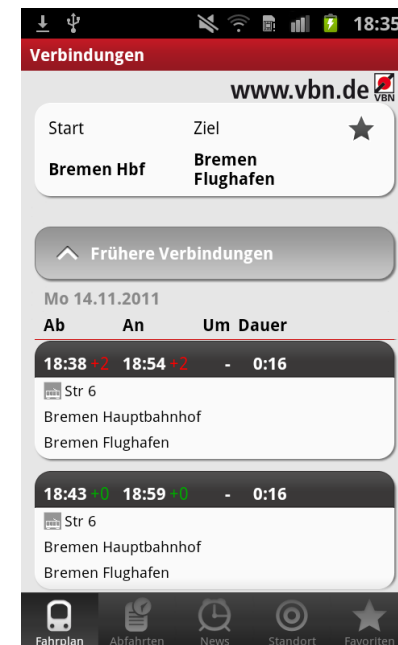 18:35
Verbindungen
www.vbn.de VBN
Start Ziel
Bremen Hbf Bremen Flughafen
Frühere Verbindungen
Mo 14.11.2011
Ab An Um Dauer
18:38 +2 18:54 +2 - 0:16
Str 6
Bremen Hauptbahnhof
Bremen Flughafen
18:43 +0 18:59 +0 - 0:16
Str 6
Bremen Hauptbahnhof
Bremen Flughafen
Fahrplan Abfahrten News Standort Favoriten